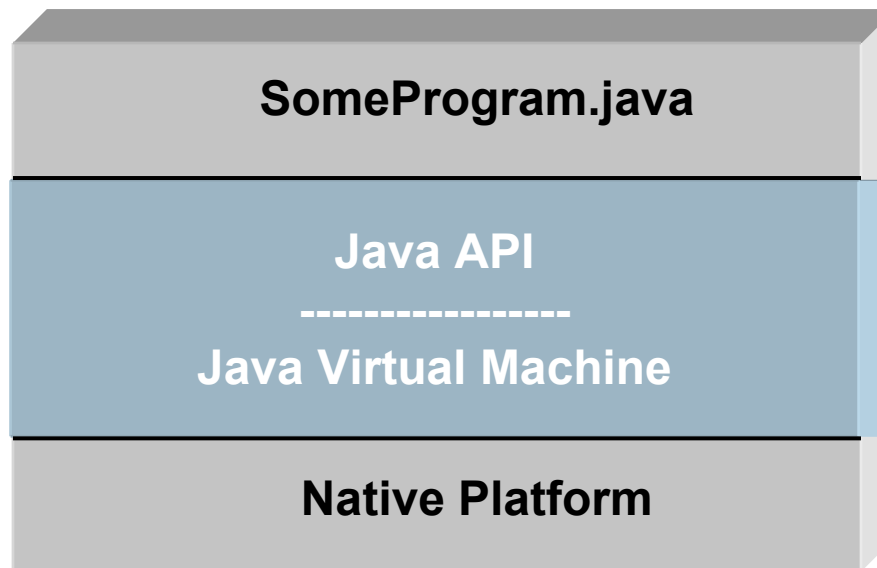 SomeProgram.java
Java API
-----------------
Java Virtual Machine
Native Platform